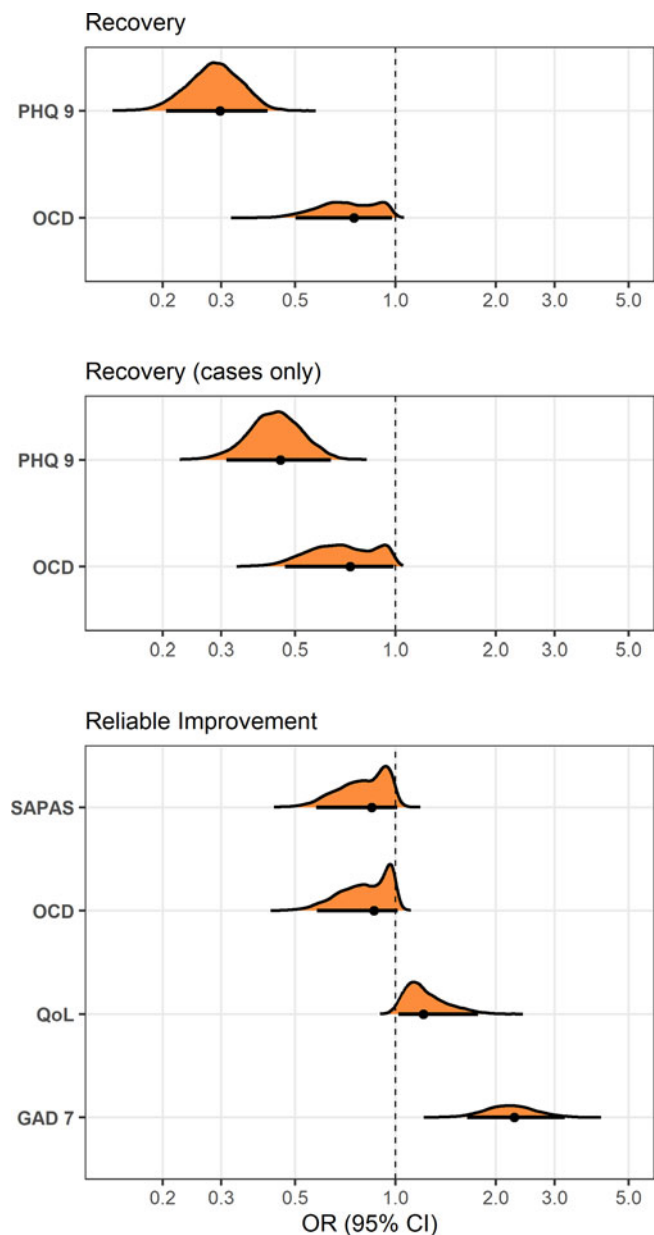 Recovery
PHQ 9
OCD
0.2 0.3 0.5 1.0 2.0 3.0 5.0
Recovery (cases only)
PHQ 9
OCD
0.2 0.3 0.5 1.0 2.0 3.0 5.0
Reliable Improvement
SAPAS
OCD
QoL
GAD 7
0.2 0.3 0.5 1.0 2.0 3.0 5.0
OR (95% CI)